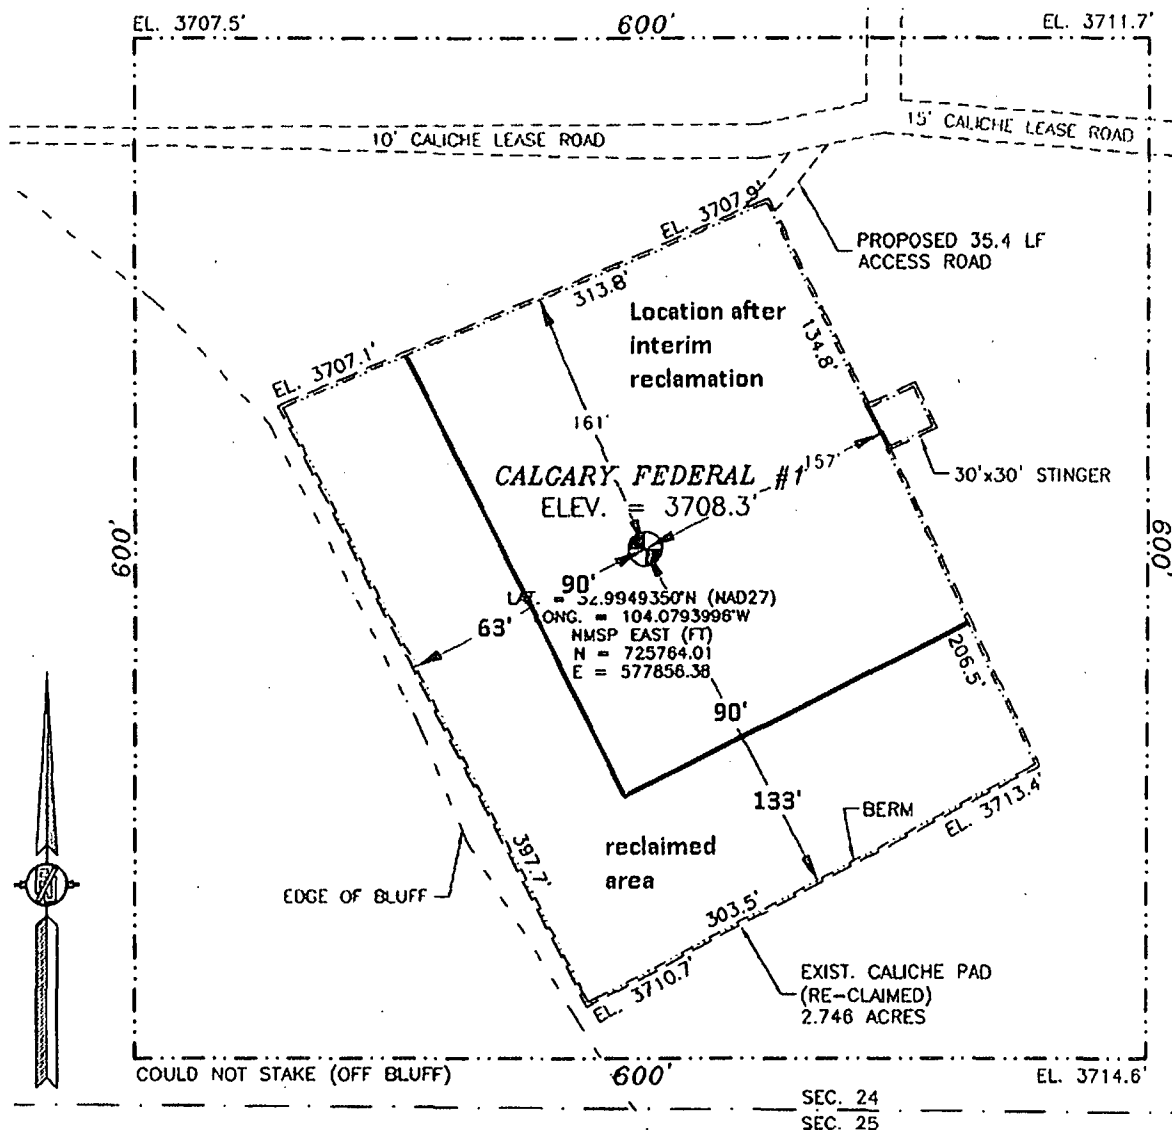 EL. 3707.5'
600'
EL. 3711.7'
10' CALICHE LEASE ROAD
15' CALICHE LEASE ROAD
EL. 3707.9'
PROPOSED 35.4 LF
ACCESS ROAD
313.8'
Location after
interim
reclamation
134.8'
EL. 3707.1'
161'
157'
CALGARY FEDERAL #1
ELEV. = 3708.3'
30'x30' STINGER
600'
600'
90'
LAT. = 32.9949350°N (NAD27)
LONG. = 104.0793996°W
63'
NMSP EAST (FT)
N = 725764.01
E = 577856.38
206.5'
90'
133'
BERM
EL. 3713.4'
reclaimed
area
397.7'
EDGE OF BLUFF
303.5'
EL. 3710.7'
EXIST. CALICHE PAD
(RE-CLAIMED)
2.746 ACRES
COULD NOT STAKE (OFF BLUFF)
600'
EL. 3714.6'
SEC. 24
SEC. 25